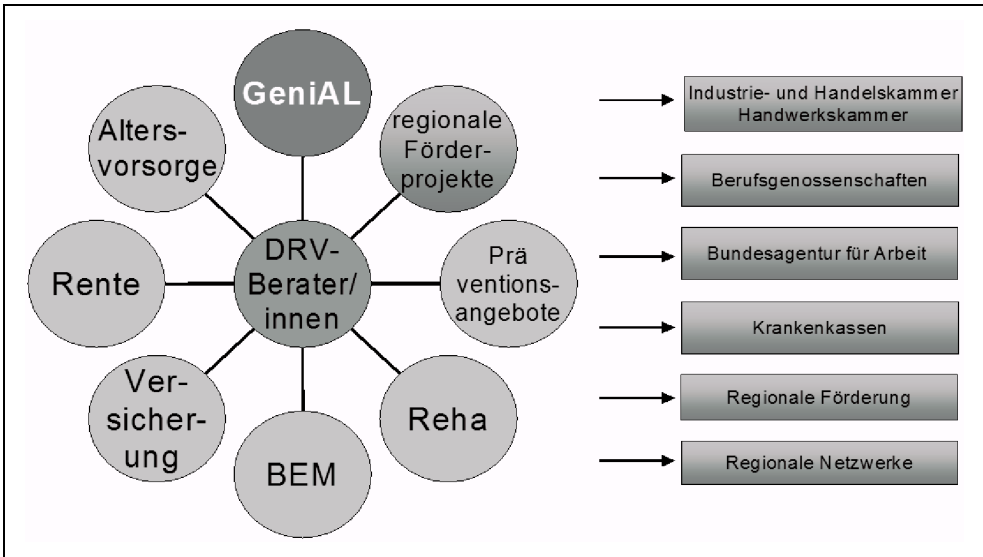 GeniAL
regionale
Förder-
projekte
Prä
ventions-
angebote
Reha
BEM
Ver-
sicher-
ung
Rente
Alters-
vorsorge
DRV-
Berater/
innen
Industrie- und Handelskammer
Handwerkskammer
Berufsgenossenschaften
Bundesagentur für Arbeit
Krankenkassen
Regionale Förderung
Regionale Netzwerke